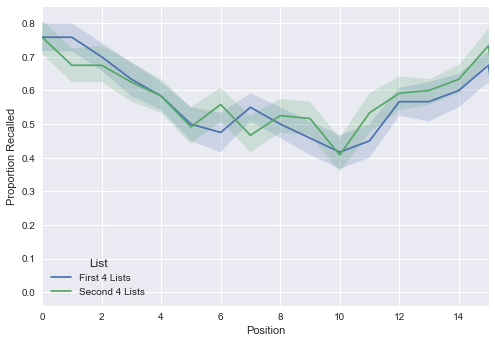 0.8
0.7
0.6
0.5
0.4
0.3
0.2
0.1
0.0
Proportion Recalled
List
First 4 Lists
Second 4 Lists
0 2 4 6 8 10 12 14
Position